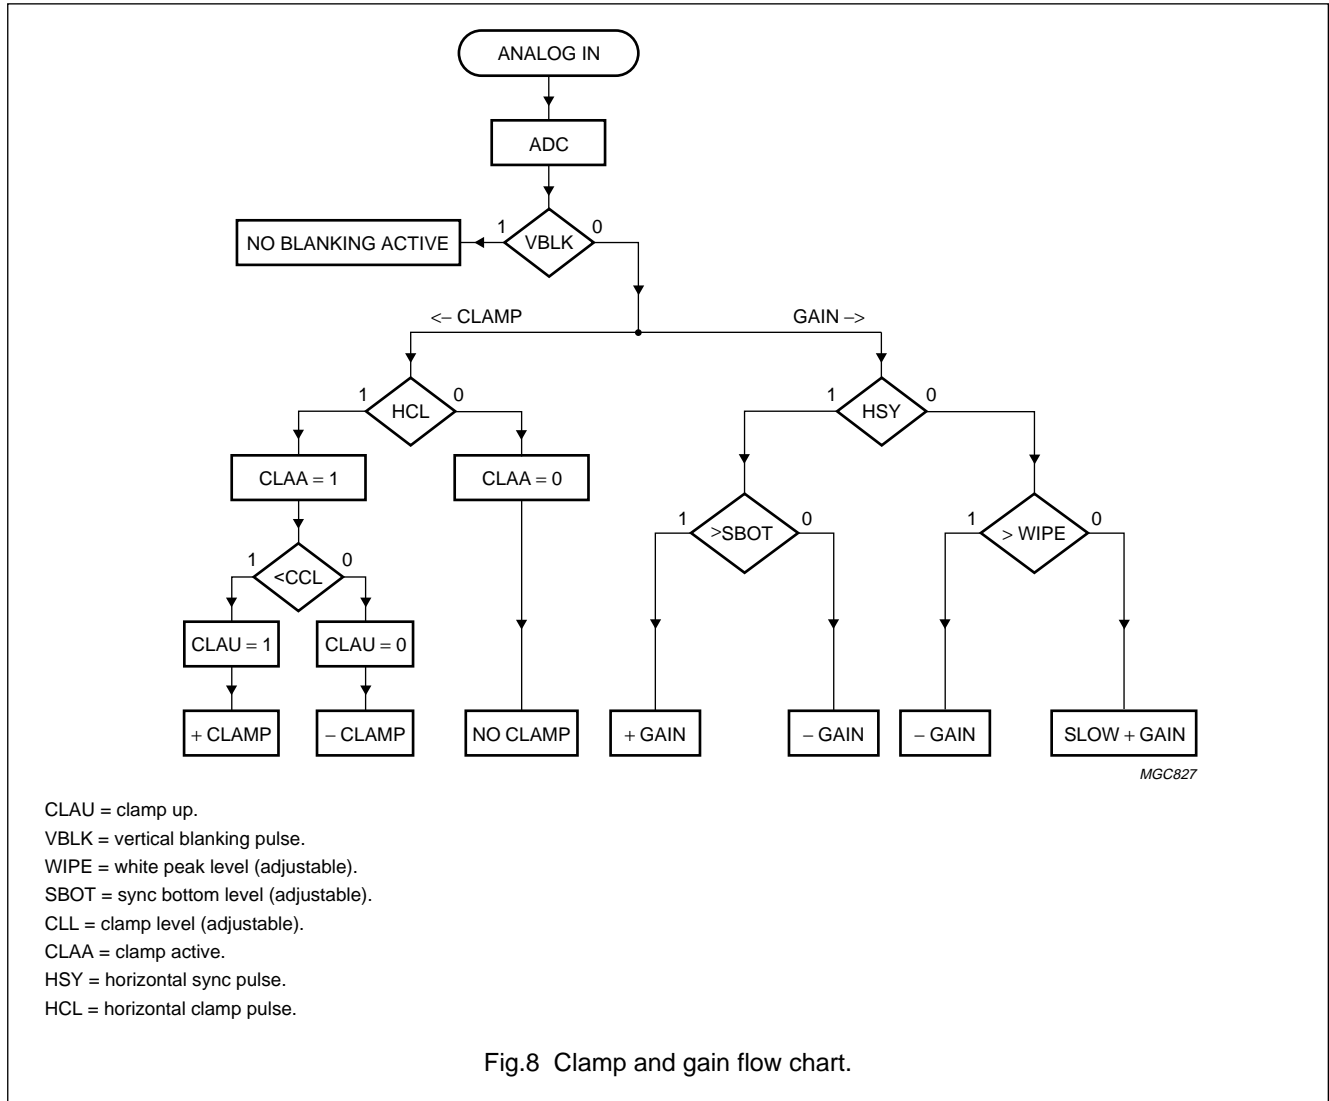 ANALOG IN
ADC
1 0
VBLK
NO BLANKING ACTIVE
<– CLAMP GAIN –>
1 0 1 0
HCL HSY
CLAA = 1 CLAA = 0
1 0 1 0
>SBOT > WIPE
1 0
<CCL
CLAU = 1 CLAU = 0
+ CLAMP – CLAMP NO CLAMP + GAIN – GAIN – GAIN SLOW + GAIN
MGC827
CLAU = clamp up.
VBLK = vertical blanking pulse.
WIPE = white peak level (adjustable).
SBOT = sync bottom level (adjustable).
CLL = clamp level (adjustable).
CLAA = clamp active.
HSY = horizontal sync pulse.
HCL = horizontal clamp pulse.
Fig.8 Clamp and gain flow chart.